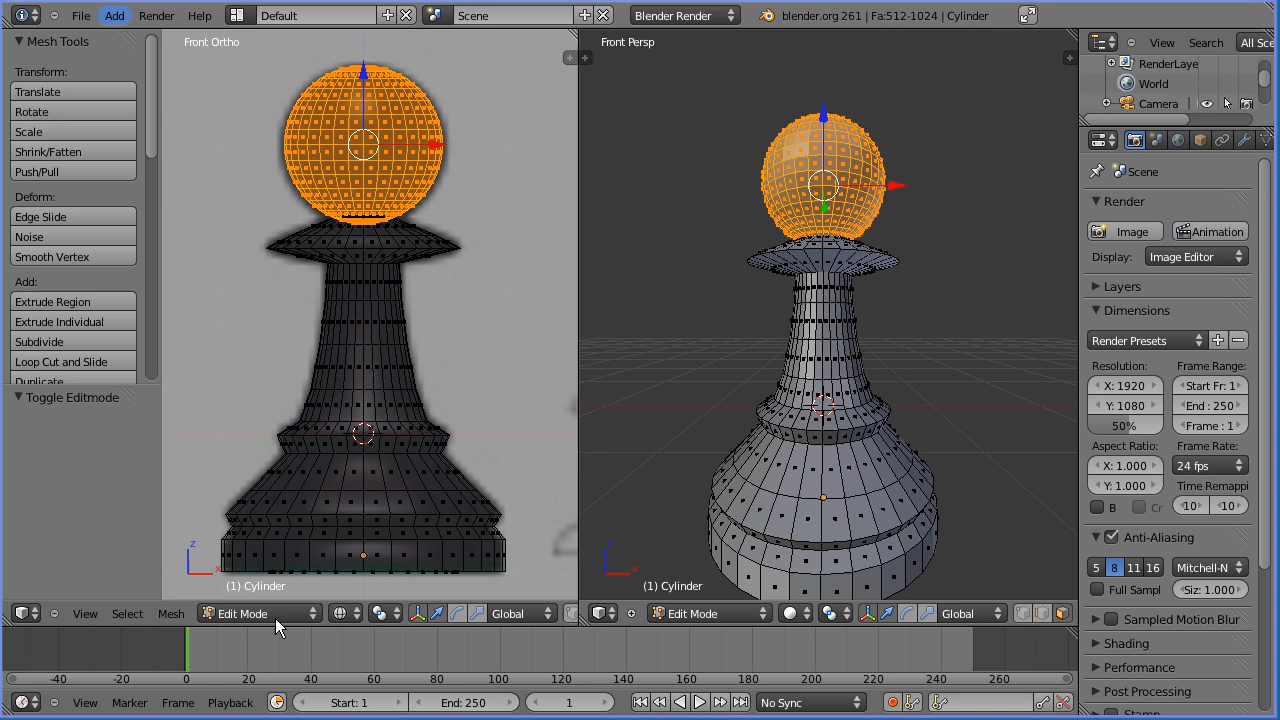 File Add Render Help Default Scene Blender Render blender.org 261 | Fa:512-1024 | Cylinder
Mesh Tools
Transform:
Translate
Rotate
Scale
Shrink/Fatten
Push/Pull
Deform:
Edge Slide
Noise
Smooth Vertex
Add:
Extrude Region
Extrude Individual
Subdivide
Loop Cut and Slide
Duplicate
Toggle Editmode
Front Ortho
z
x
(1) Cylinder
View Select Mesh Edit Mode Global
Front Persp
z
x
(1) Cylinder
Edit Mode Global
View Search All Sce
RenderLaye
World
Camera
Scene
Render
Image Animation
Display: Image Editor
Layers
Dimensions
Render Presets
Resolution: Frame Range:
X: 1920 Start Fr: 1
Y: 1080 End : 250
50% Frame : 1
Aspect Ratio: Frame Rate:
X: 1.000 24 fps
Y: 1.000 Time Remappi
B Cr 10 10
Anti-Aliasing
5 8 11 16 Mitchell-N
Full Sampl Siz: 1.000
Sampled Motion Blur
Shading
Performance
Post Processing
Stamp
-40 -20 0 20 40 60 80 100 120 140 160 180 200 220 240 260
View Marker Frame Playback Start: 1 End: 250 1 No Sync